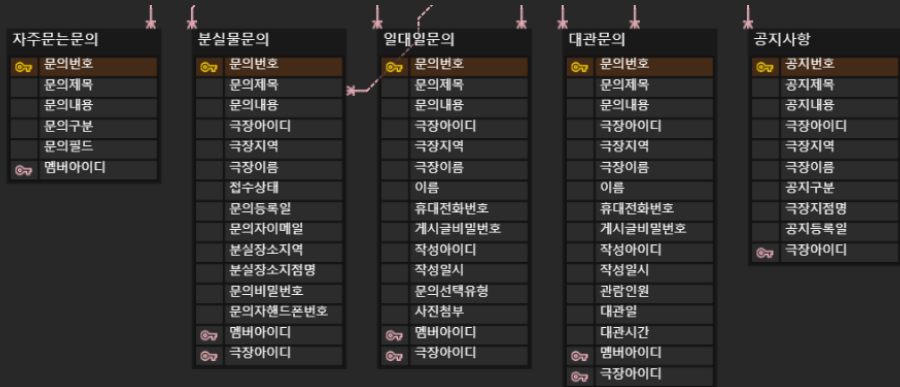 자주문는문의
문의번호
문의제목
문의내용
문의구분
문의필드
멤버아이디
분실물문의
문의번호
문의제목
문의내용
극장아이디
극장지역
극장이름
접수상태
문의등록일
문의자이메일
분실장소지역
분실장소지점명
문의비밀번호
문의자핸드폰번호
멤버아이디
극장아이디
일대일문의
문의번호
문의제목
문의내용
극장아이디
극장지역
극장이름
이름
휴대전화번호
게시글비밀번호
작성아이디
작성일시
문의선택유형
사진첨부
멤버아이디
극장아이디
대관문의
문의번호
문의제목
문의내용
극장아이디
극장지역
극장이름
이름
휴대전화번호
게시글비밀번호
작성아이디
작성일시
관람인원
대관일
대관시간
멤버아이디
극장아이디
공지사항
공지번호
공지제목
공지내용
극장아이디
극장지역
극장이름
공지구분
극장지점명
공지등록일
극장아이디